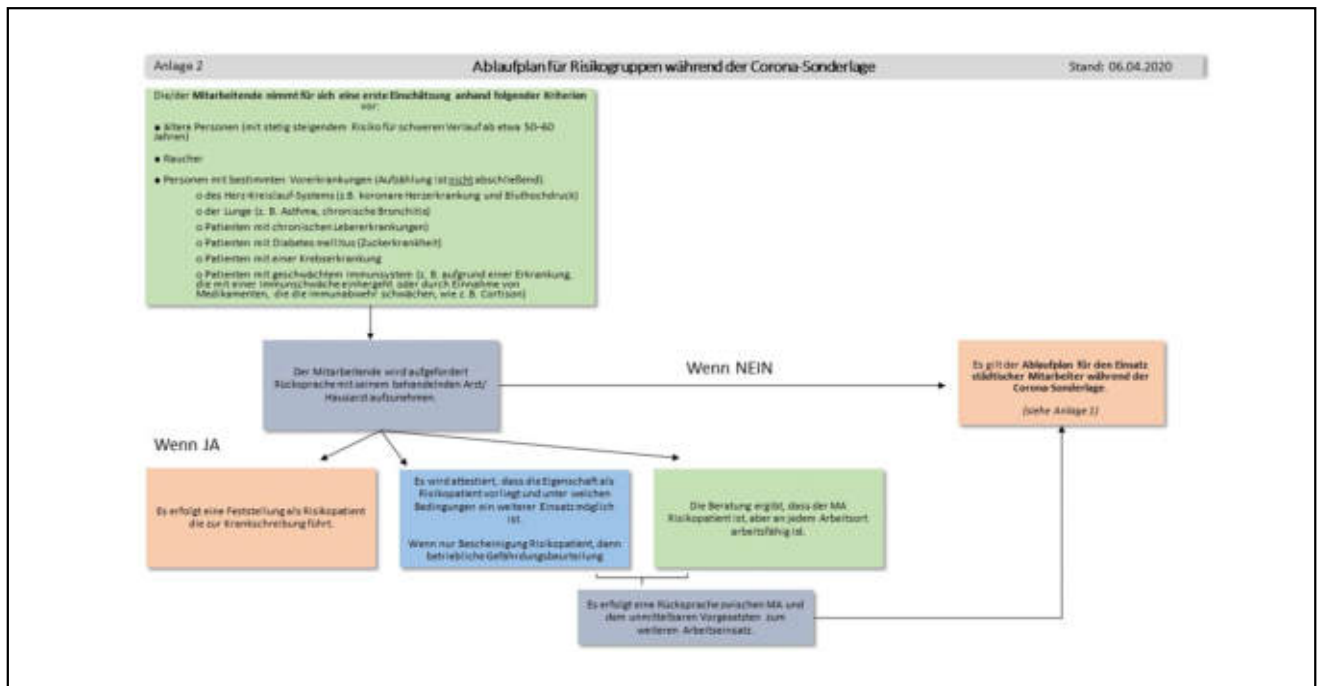 Anlage 2
Ablaufplan für Risikogruppen während der Corona-Sonderlage
Stand: 06.04.2020
Die/der Mitarbeitende nimmt für sich eine erste Einschätzung anhand folgender Kriterien
vor:
● Ältere Personen (mit stetig steigendem Risiko für schweren Verlauf ab etwa 50–60
Jahren)
● Raucher
● Personen mit bestimmten Vorerkrankungen (Aufzählung ist nicht abschließend)
o des Herz-Kreislauf-Systems (z.B. koronare Herzerkrankung und Bluthochdruck)
o der Lunge (z. B. Asthma, chronische Bronchitis)
o Patienten mit chronischen Lebererkrankungen)
o Patienten mit Diabetes mellitus (Zuckerkrankheit)
o Patienten mit einer Krebserkrankung
o Patienten mit geschwächtem Immunsystem (z. B. aufgrund einer Erkrankung,
die mit einer Immunschwäche einhergeht oder durch Einnahme von
Medikamenten, die die Immunabwehr schwächen, wie z. B. Cortison)
Der Mitarbeitende wird aufgefordert
Rücksprache mit seinem behandelnden Arzt/
Hausarzt aufzunehmen.
Wenn NEIN
Es gilt der Ablaufplan für den Einsatz
städtischer Mitarbeiter während der
Corona-Sonderlage.
(siehe Anlage 1)
Wenn JA
Es erfolgt eine Feststellung als Risikopatient
die zur Krankschreibung führt.
Es wird attestiert, dass die Eigenschaft als
Risikopatient vorliegt und unter welchen
Bedingungen ein weiterer Einsatz möglich
ist.
Wenn nur Bescheinigung Risikopatient, dann
betriebliche Gefährdungsbeurteilung
Die Beratung ergibt, dass der MA
Risikopatient ist, aber an jedem Arbeitsort
arbeitsfähig ist.
Es erfolgt eine Rücksprache zwischen MA und
dem unmittelbaren Vorgesetzten zum
weiteren Arbeitseinsatz.